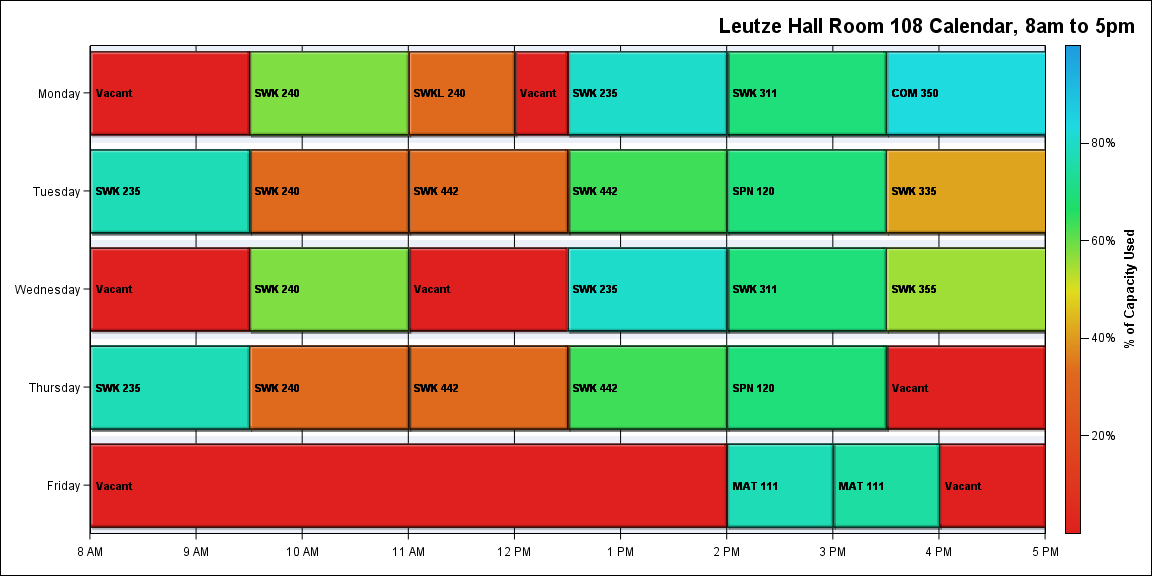 Leutze Hall Room 108 Calendar, 8am to 5pm
Monday
Vacant
SWK 240
SWKL 240
Vacant
SWK 235
SWK 311
COM 350
Tuesday
SWK 235
SWK 240
SWK 442
SWK 442
SPN 120
SWK 335
Wednesday
Vacant
SWK 240
Vacant
SWK 235
SWK 311
SWK 355
Thursday
SWK 235
SWK 240
SWK 442
SWK 442
SPN 120
Vacant
Friday
Vacant
MAT 111
MAT 111
Vacant
8 AM
9 AM
10 AM
11 AM
12 PM
1 PM
2 PM
3 PM
4 PM
5 PM
80%
60%
40%
20%
% of Capacity Used